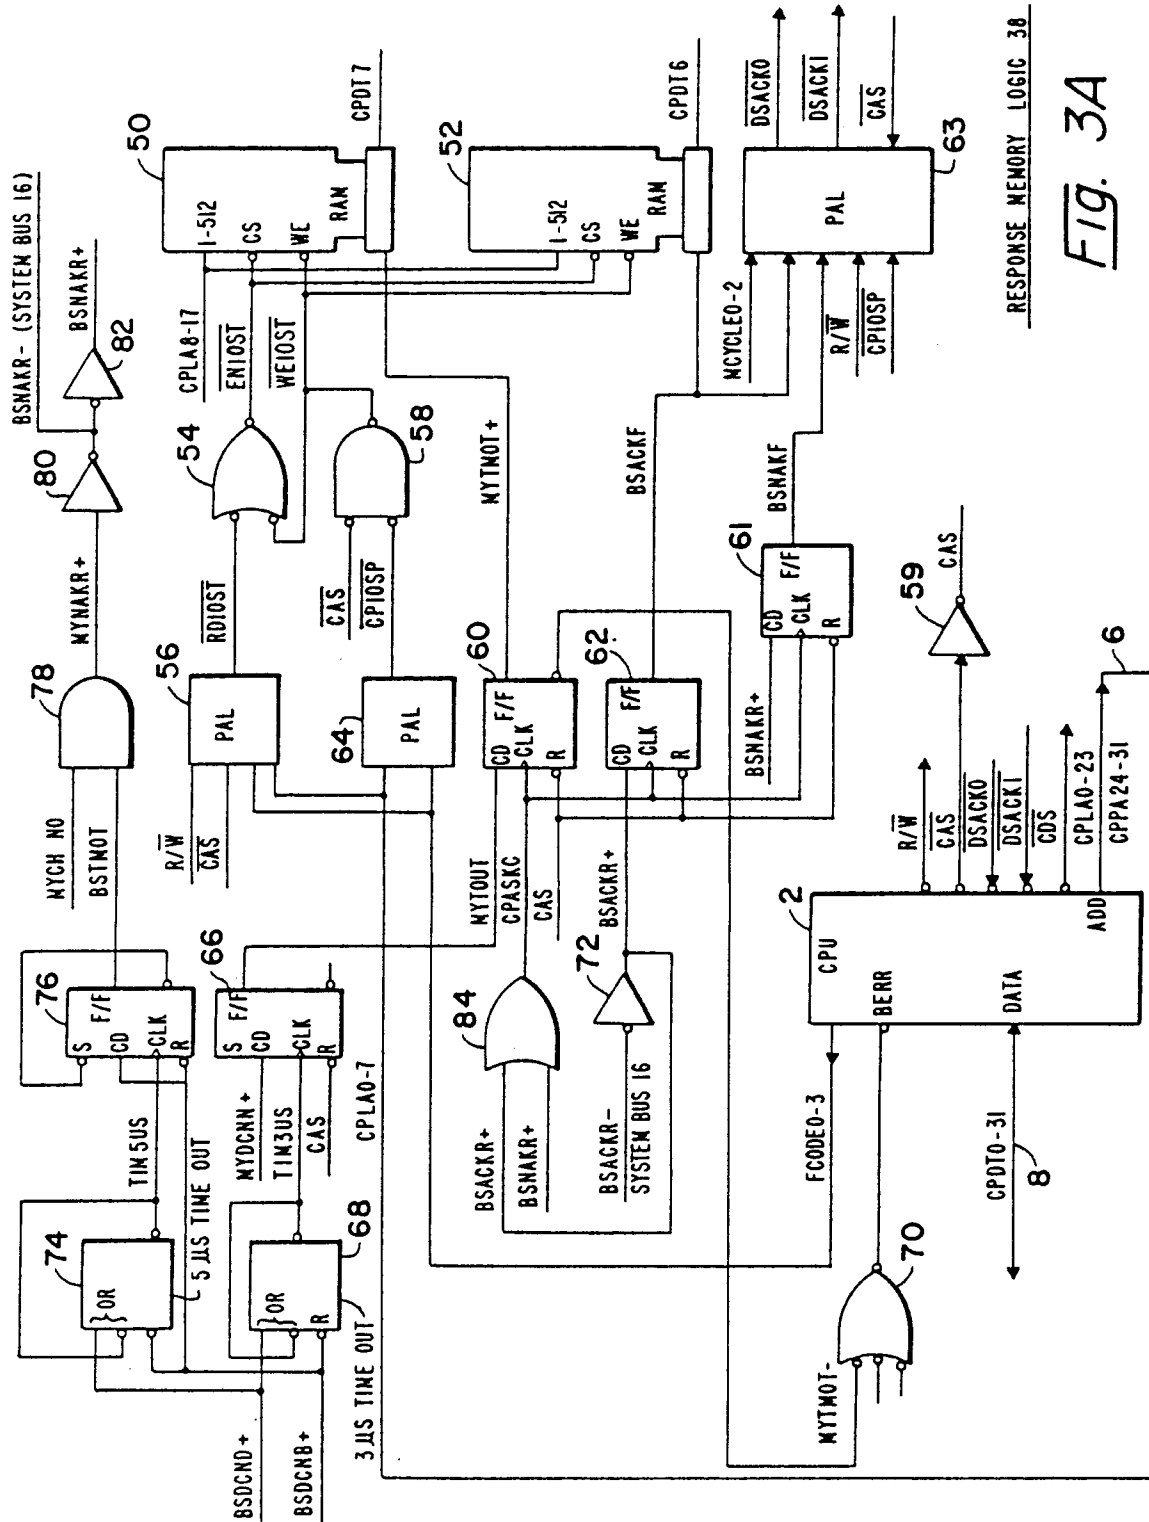 BSNAKR- (SYSTEM BUS 16)
BSNAKR+
82
80
MYNAKR+
78
MYCH NO
BSTMOT
76
S
CD
F/F
CLK
R
TIM5US
5 µS TIME OUT
74
}OR
BSDCND+
BSDCNB+
50
1-512
CS
WE
RAM
CPDT7
CPLA8-17
ENIOST
WEIOST
54
58
RDIOST
CAS
CPIOSP
56
PAL
R/W
CAS
64
PAL
66
S
CD
F/F
CLK
R
MYDCNN+
TIM3US
CAS
CPLA0-7
68
}OR
R
3 µS TIME OUT
52
1-512
CS
WE
RAM
CPDT6
MYTMOT+
60
CD
F/F
CLK
R
MYTOUT
CPASKC
CAS
84
BSACKR+
BSNAKR+
BSACKF
62
CD
F/F
CLK
R
BSACKR+
72
BSACKR-
SYSTEM BUS 16
DSACK0
DSACK1
CAS
63
PAL
MCYCLE0-2
R/W
CPIOSP
BSNAKF
61
CD
F/F
CLK
R
BSNAKR+
59
CAS
R/W
CAS
DSACK0
DSACK1
CDS
CPLA0-23
CPPA24-31
6
2
CPU
BERR
DATA
ADD
FCODE0-3
CPDT0-31
8
70
MYTMOT-
RESPONSE MEMORY LOGIC 38
Fig. 3A